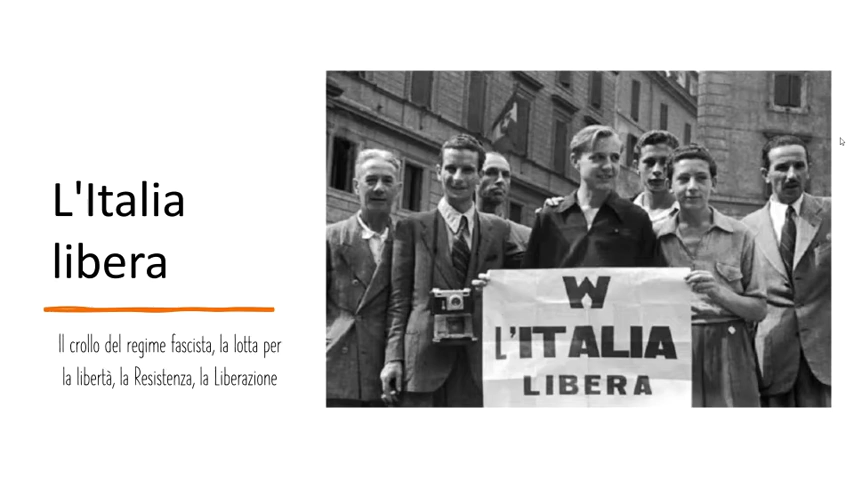 L'Italia
libera
Il crollo del regime fascista, la lotta per
la libertà, la Resistenza, la Liberazione
W
L'ITALIA
LIBERA